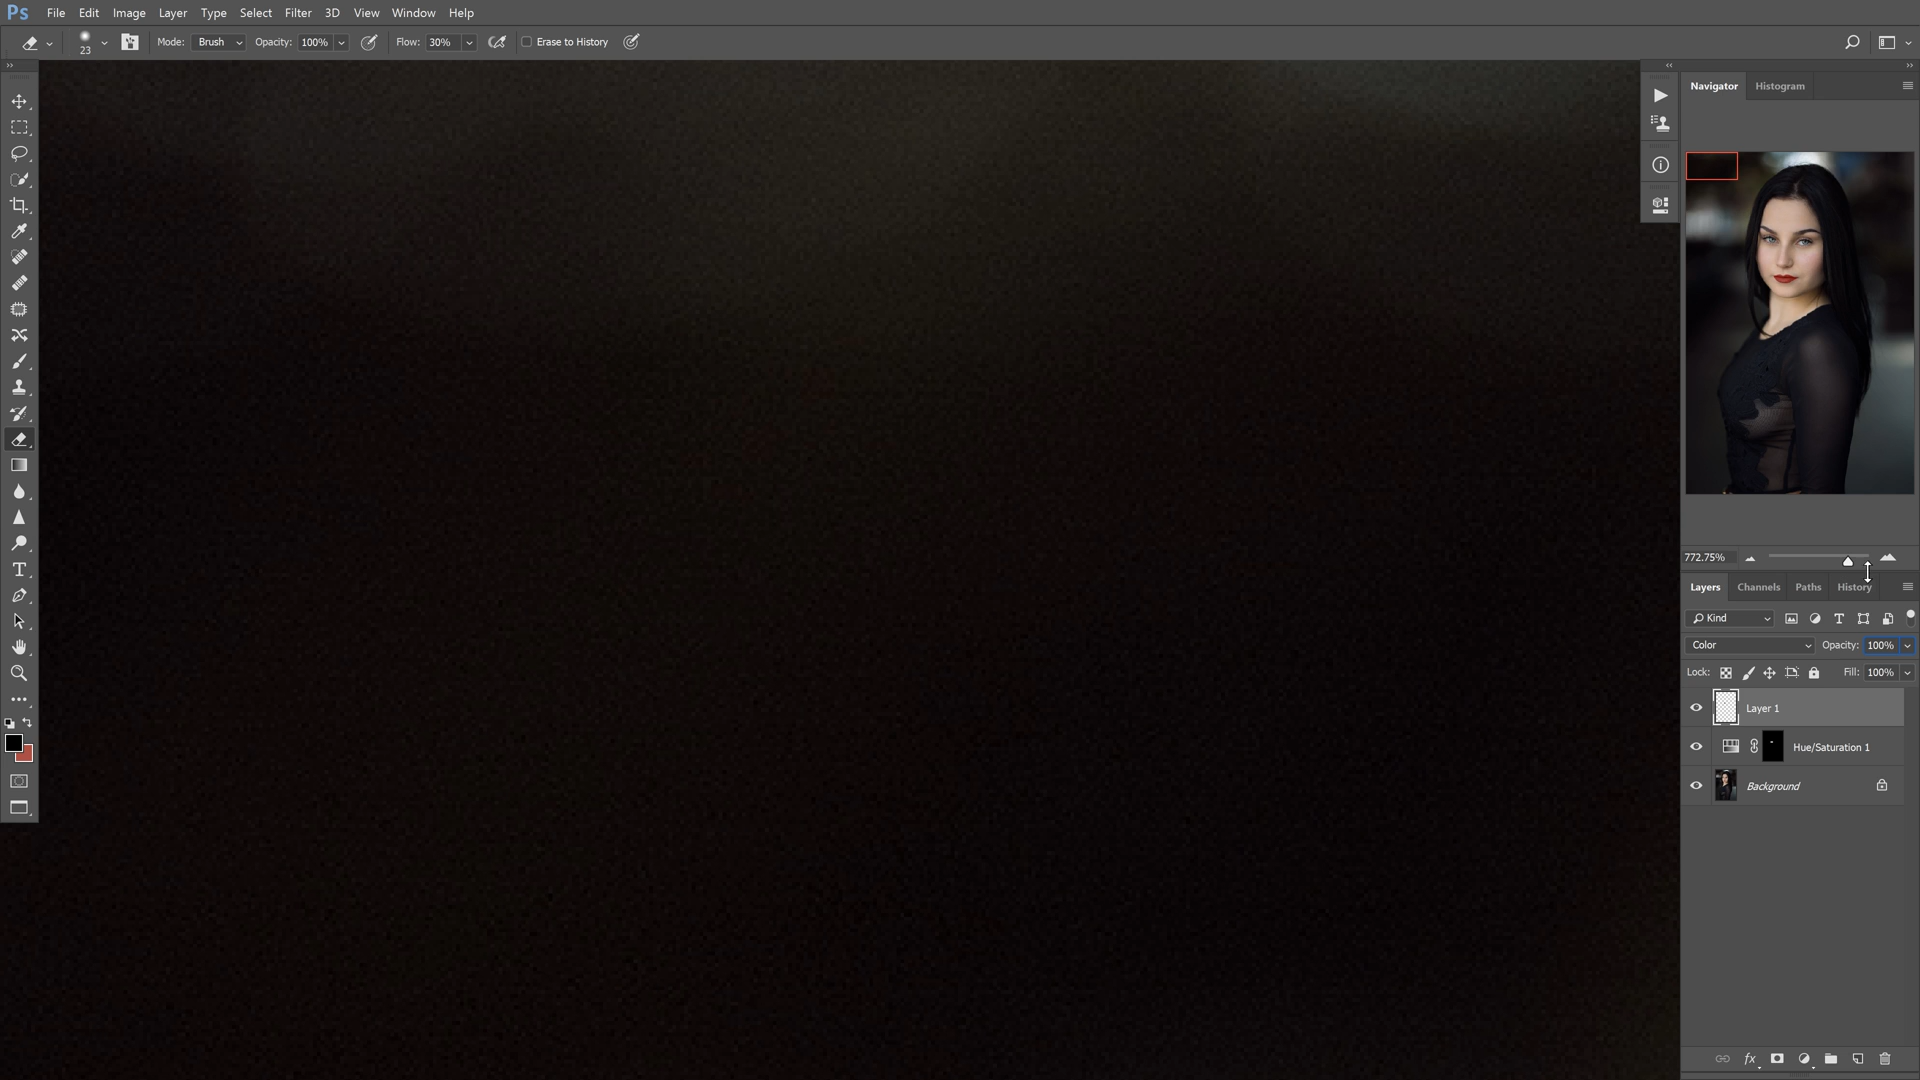 Ps File Edit Image Layer Type Select Filter 3D View Window Help
23 Mode: Brush Opacity: 100% Flow: 30% Erase to History
Navigator Histogram
772.75%
Layers Channels Paths History
Kind
Color Opacity: 100%
Lock: Fill: 100%
Layer 1
Hue/Saturation 1
Background